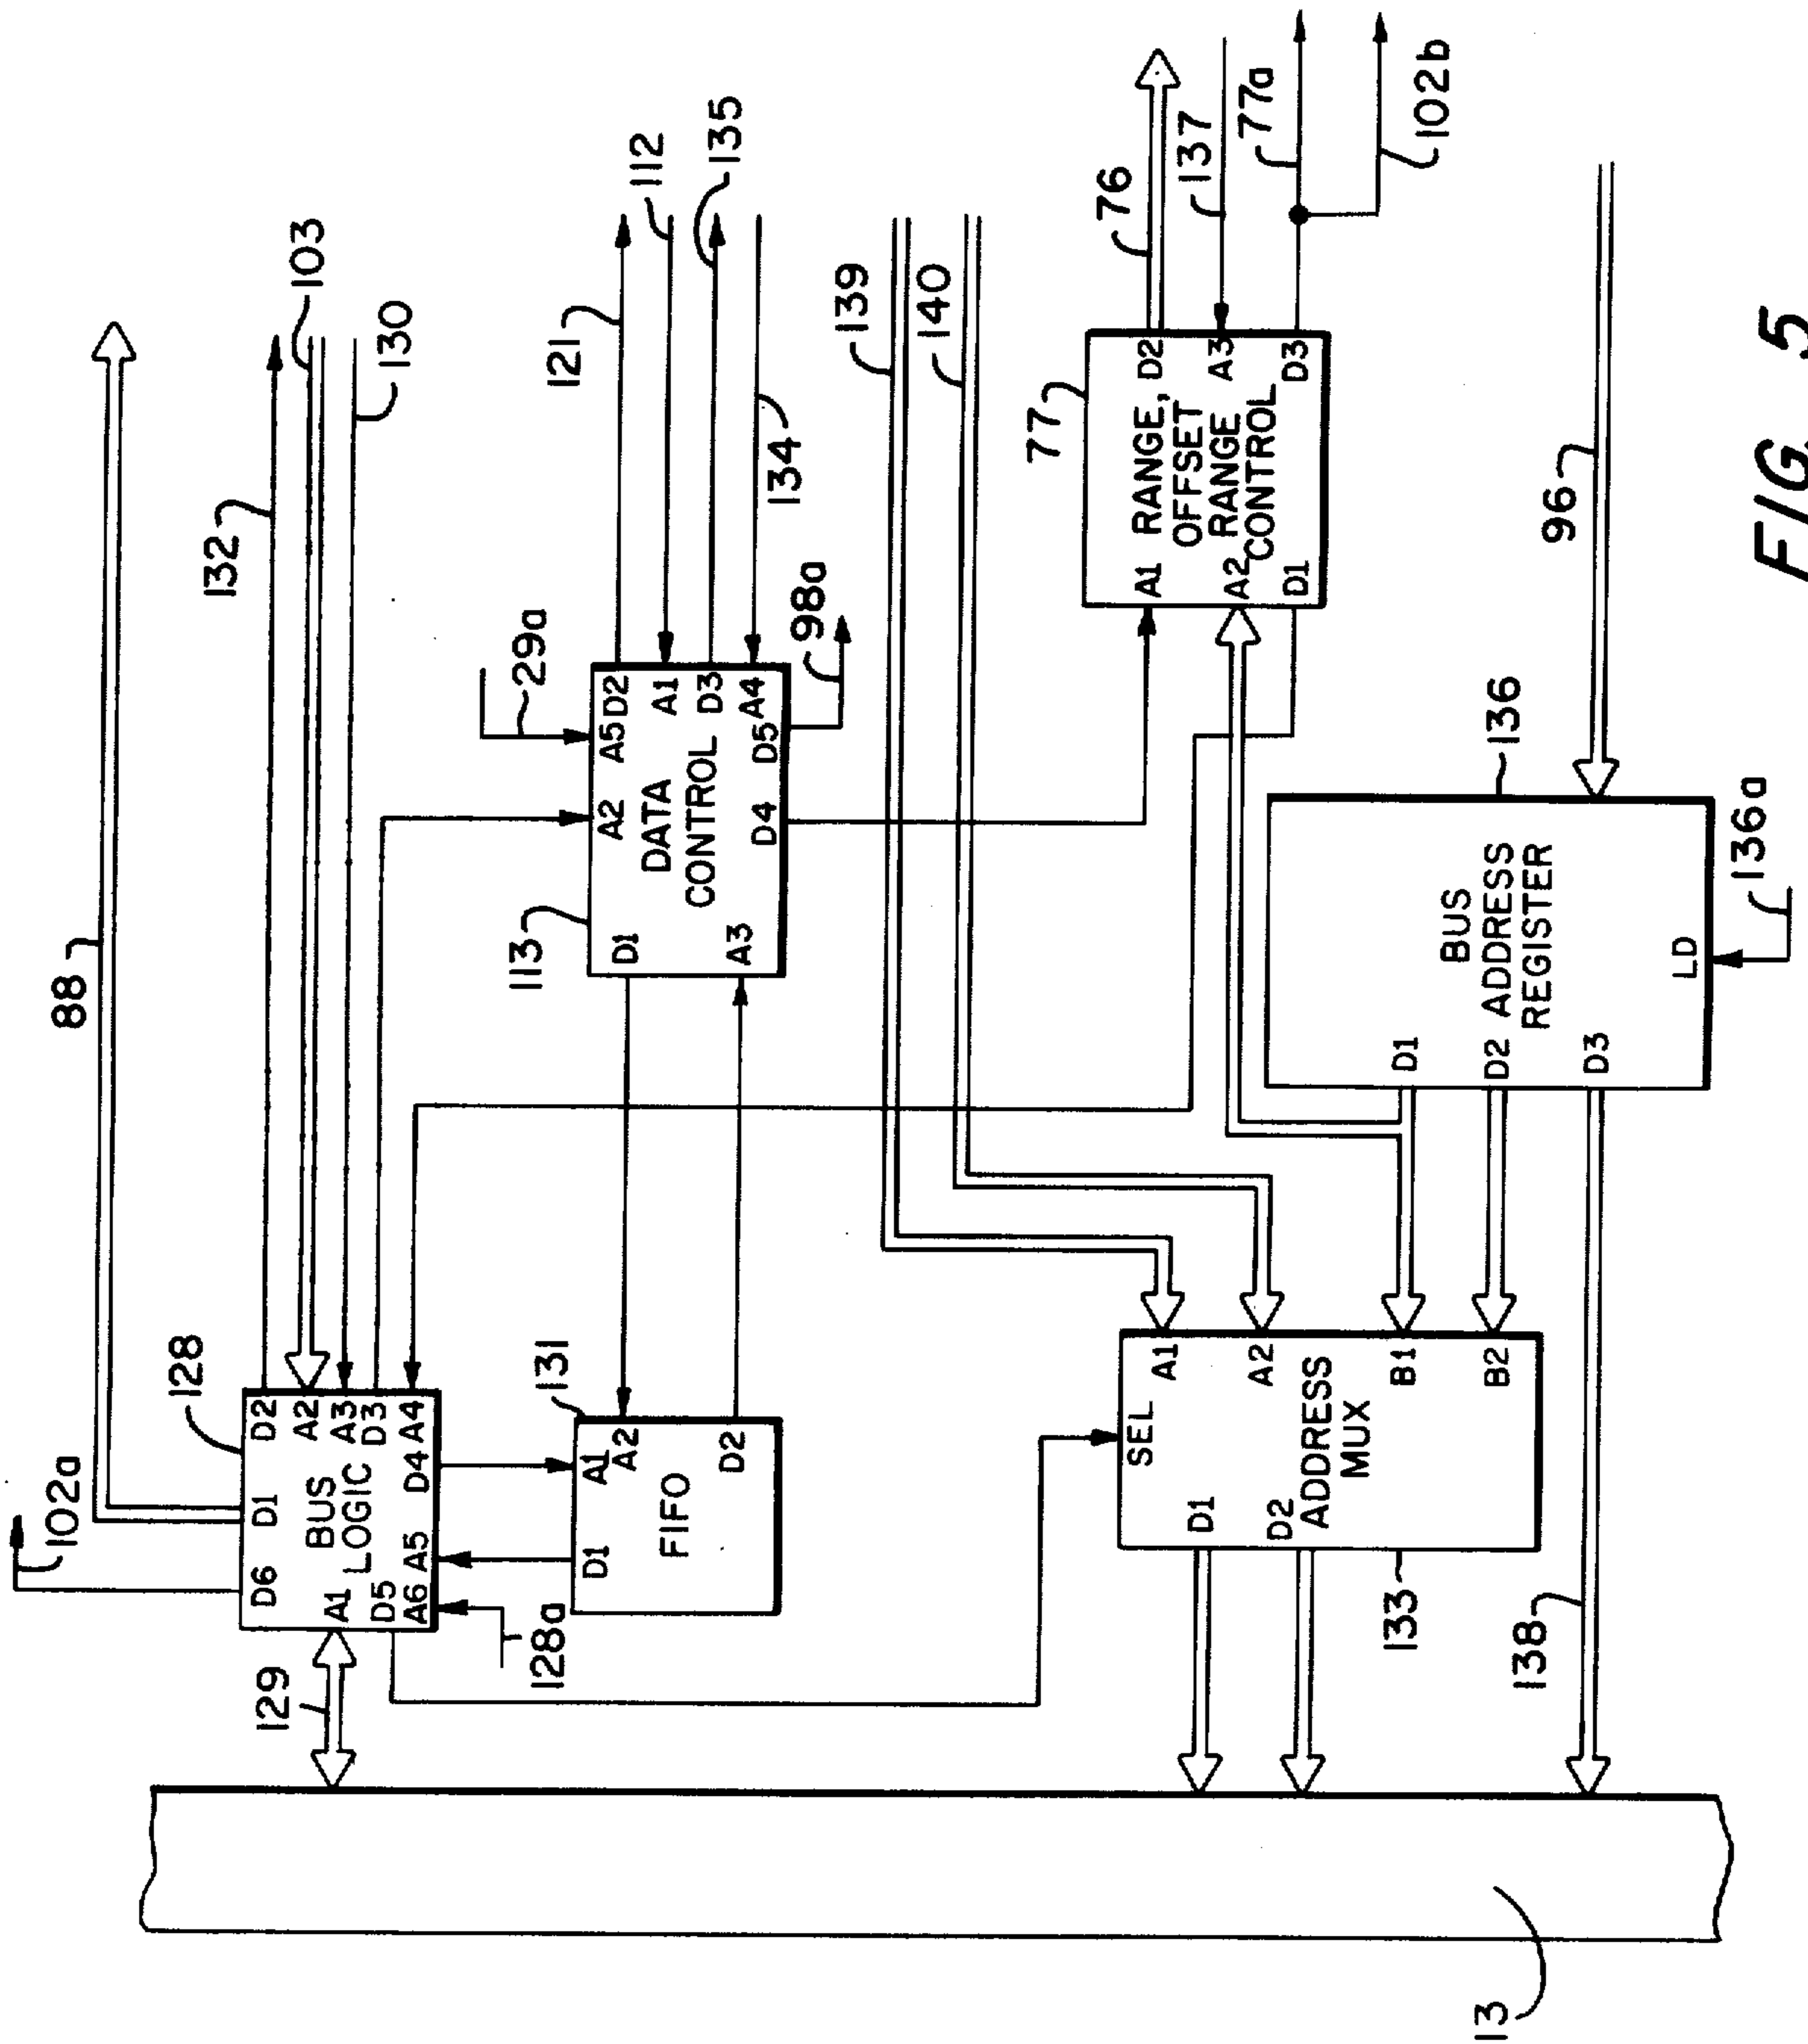 88
102a
128
132
103
130
D6
D1
D2
A1
BUS
LOGIC
A2
A3
D5
D3
A6
A5
D4
A4
129
128a
131
A1
A2
D1
FIFO
D2
29a
121
112
135
134
98a
113
A2
A5
D2
D1
DATA
CONTROL
A1
D3
A3
D4
D5
A4
139
140
77
76
137
77a
102b
A1
RANGE,
OFFSET
RANGE
CONTROL
D2
A2
A3
D1
D3
SEL
A1
D1
A2
D2
ADDRESS
MUX
B1
B2
133
136
96
D1
BUS
D2
ADDRESS
REGISTER
D3
LD
136a
138
13
FIG. 5